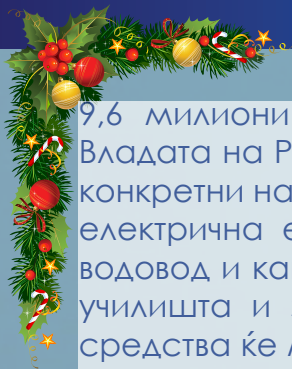 9,6 милиони
Владата на Р
конкретни на
електрична е
водовод и ка
училишта и
средства ќе